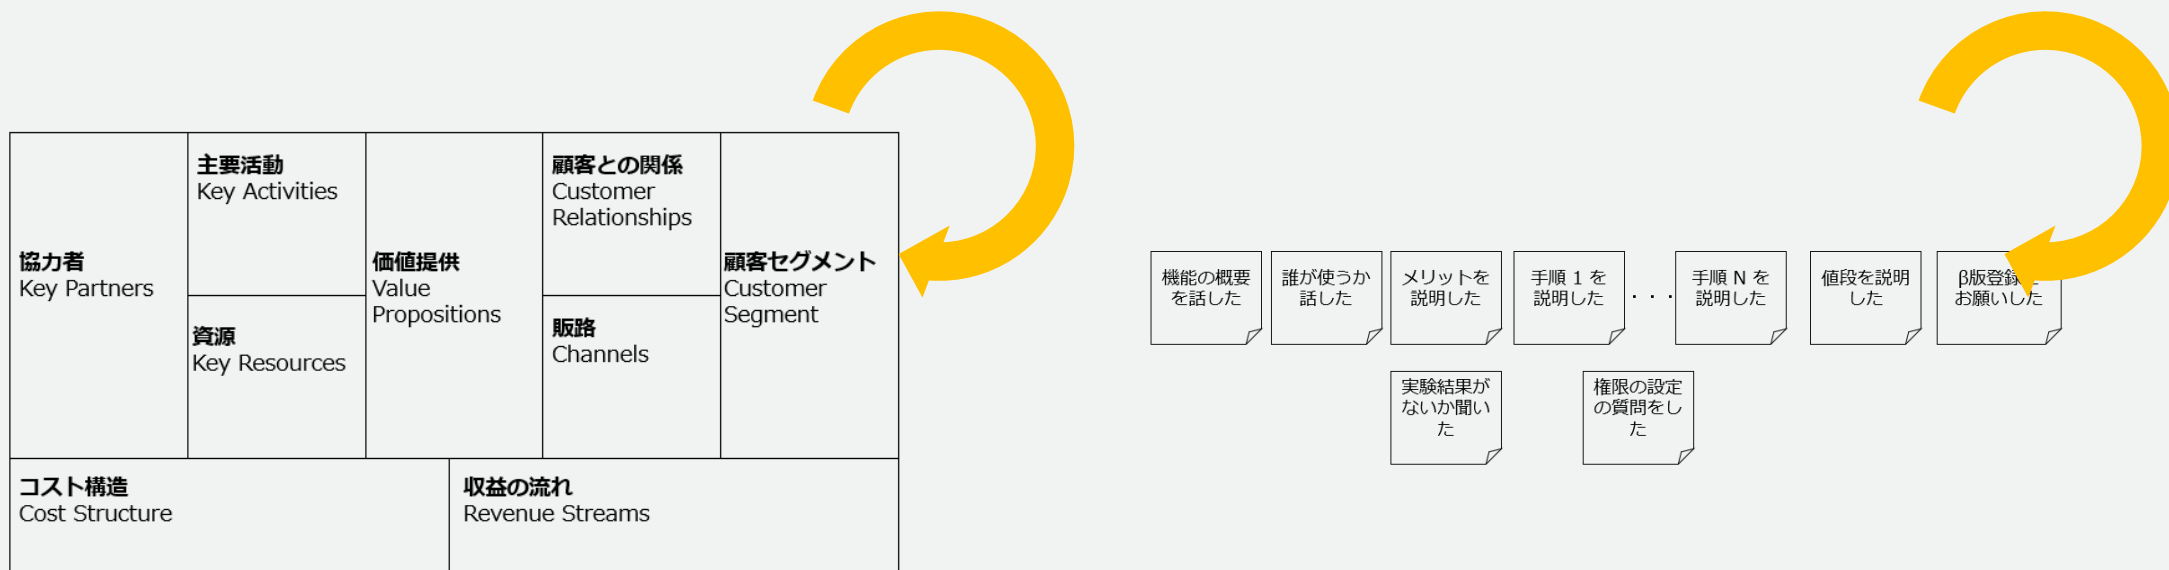 主要活動
Key Activities
顧客との関係
Customer
Relationships
協力者
Key Partners
価値提供
Value
Propositions
顧客セグメント
Customer
Segment
資源
Key Resources
販路
Channels
コスト構造
Cost Structure
収益の流れ
Revenue Streams
機能の概要
を話した
誰が使うか
話した
メリットを
説明した
手順 1 を
説明した
・・・
手順 N を
説明した
値段を説明
した
β版登録
お願いした
実験結果が
ないか聞い
た
権限の設定
の質問をし
た